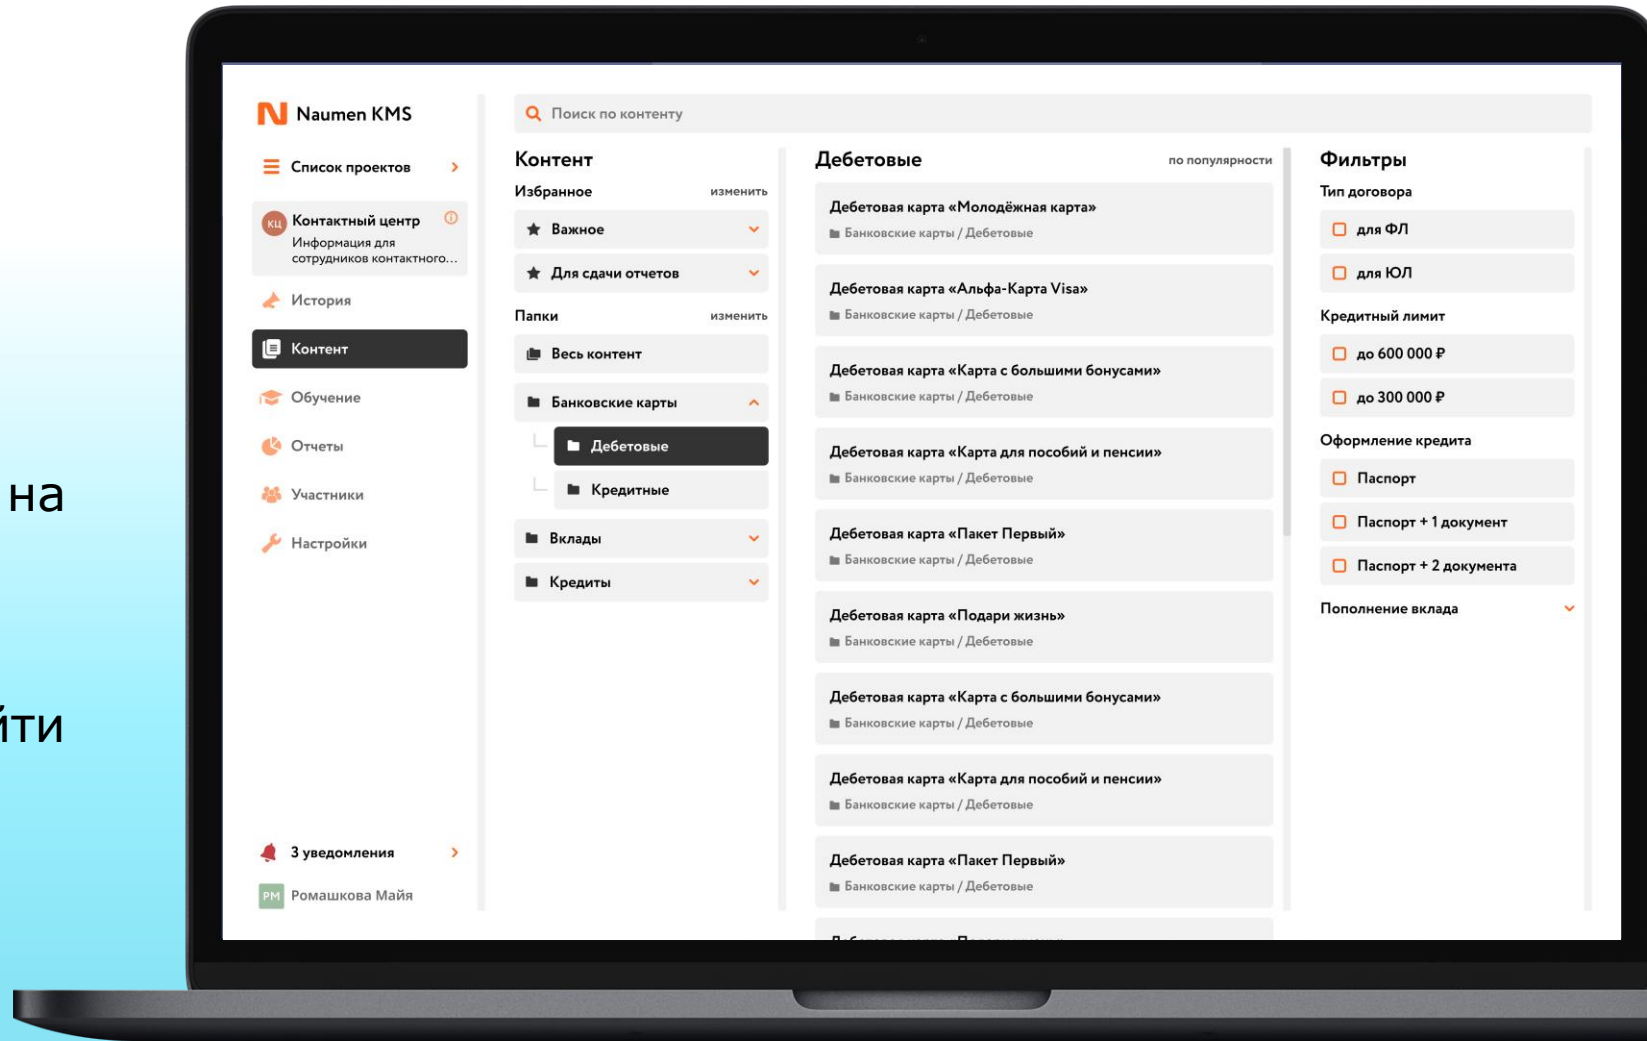 на
йти
Naumen KMS
Список проектов
КЦ
Контактный центр
Информация для
сотрудников контактного...
История
Контент
Обучение
Отчеты
Участники
Настройки
3 уведомления
РМ
Ромашкова Майя
Поиск по контенту
Контент
Избранное изменить
Важное
Для сдачи отчетов
Папки изменить
Весь контент
Банковские карты
Дебетовые
Кредитные
Вклады
Кредиты
Дебетовые по популярности
Дебетовая карта «Молодёжная карта»
Банковские карты / Дебетовые
Дебетовая карта «Альфа-Карта Visa»
Банковские карты / Дебетовые
Дебетовая карта «Карта с большими бонусами»
Банковские карты / Дебетовые
Дебетовая карта «Карта для пособий и пенсии»
Банковские карты / Дебетовые
Дебетовая карта «Пакет Первый»
Банковские карты / Дебетовые
Дебетовая карта «Подари жизнь»
Банковские карты / Дебетовые
Дебетовая карта «Карта с большими бонусами»
Банковские карты / Дебетовые
Дебетовая карта «Карта для пособий и пенсии»
Банковские карты / Дебетовые
Дебетовая карта «Пакет Первый»
Банковские карты / Дебетовые
Фильтры
Тип договора
для ФЛ
для ЮЛ
Кредитный лимит
до 600 000 ₽
до 300 000 ₽
Оформление кредита
Паспорт
Паспорт + 1 документ
Паспорт + 2 документа
Пополнение вклада